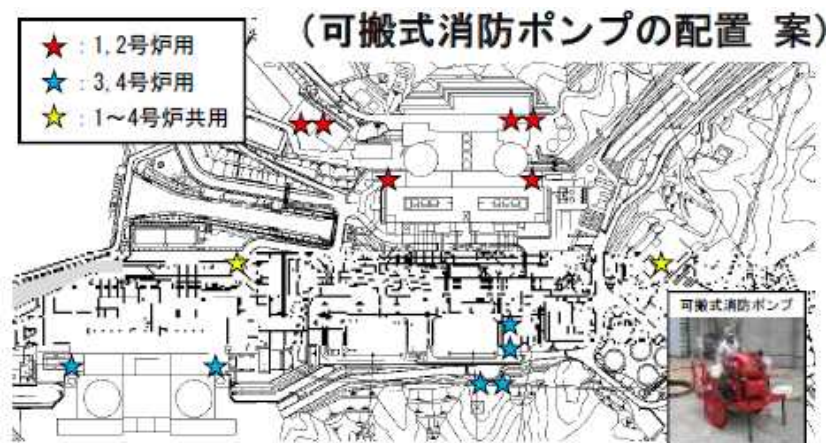 （可搬式消防ポンプの配置 案）
★：1,2号炉用
★：3,4号炉用
★：1～4号炉共用
可搬式消防ポンプ